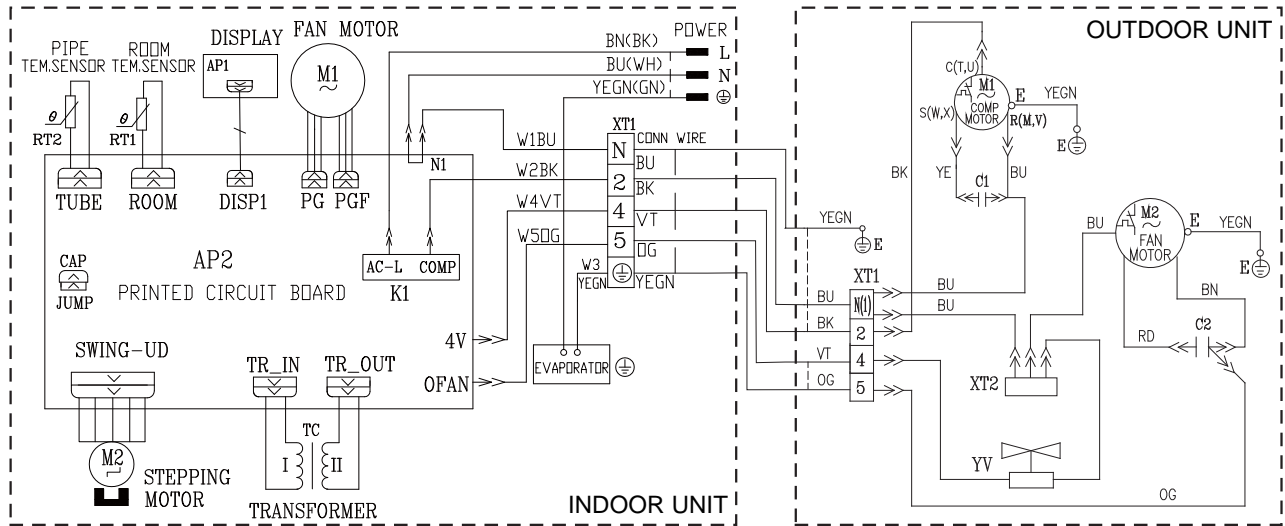 OUTDOOR UNIT
PIPE
TEM.SENSOR
ROOM
TEM.SENSOR
DISPLAY
AP1
FAN MOTOR
M1
POWER
BN(BK)
L
BU(WH)
N
YEGN(GN)
θ
RT2
θ
RT1
N1
TUBE
ROOM
DISP1
PG
PGF
W1BU
W2BK
W4VT
W5OG
W3
YEGN
XT1
N
2
4
5
CONN WIRE
BU
BK
VT
OG
YEGN
AP2
PRINTED CIRCUIT BOARD
CAP
JUMP
AC-L
COMP
K1
4V
OFAN
EVAPORATOR
SWING-UD
TR_IN
TR_OUT
M2
STEPPING
MOTOR
TC
I
II
TRANSFORMER
INDOOR UNIT
C(T,U)
M1
COMP
MOTOR
S(W,X)
R(M,V)
E
YEGN
E
BK
YE
BU
C1
YEGN
E
BU
M2
FAN
MOTOR
E
YEGN
E
XT1
BU
N(1)
BU
BU
BK
2
VT
4
OG
5
RD
C2
BN
XT2
YV
OG